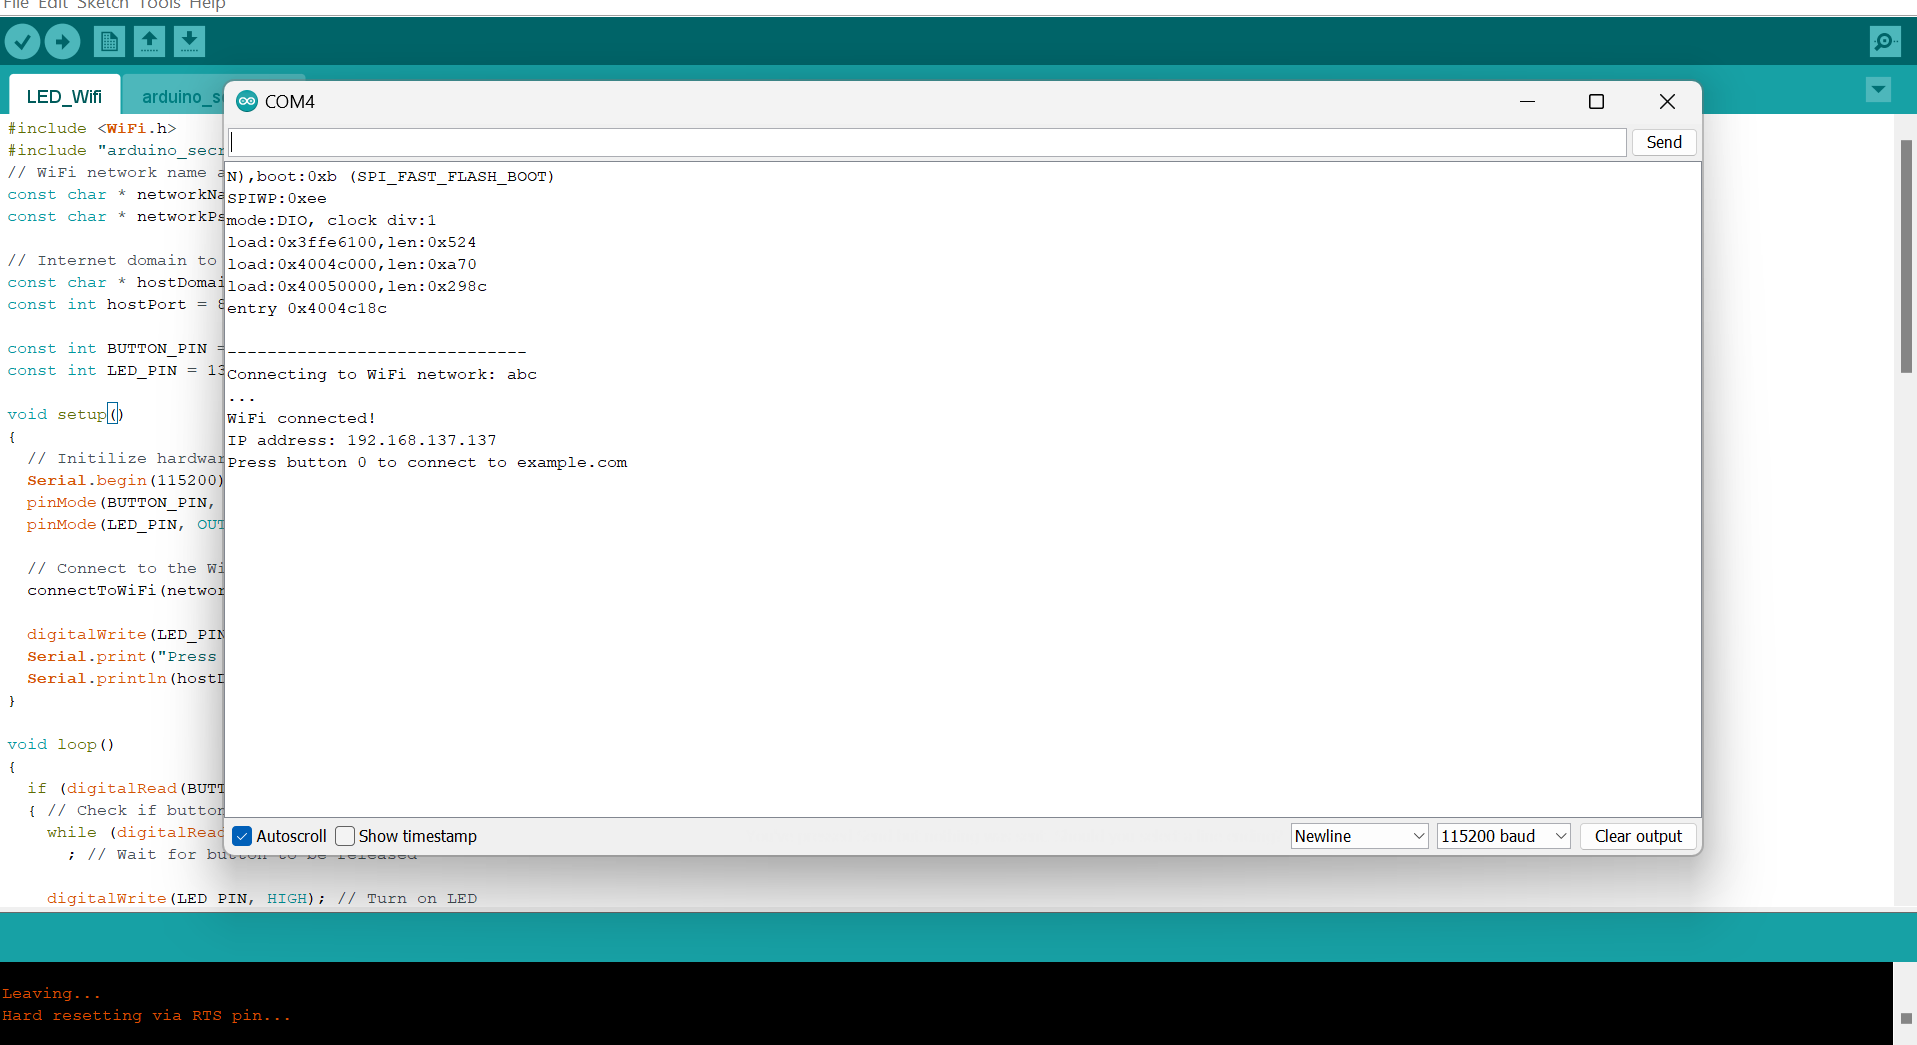 File Edit Sketch Tools Help
LED_Wifi
arduino_s
COM4
Send
#include <WiFi.h>
#include "arduino_secr
// WiFi network name a
const char * networkNa
const char * networkPs
// Internet domain to
const char * hostDomai
const int hostPort = 8
const int BUTTON_PIN =
const int LED_PIN = 13
void setup()
{
// Initilize hardwar
Serial.begin(115200)
pinMode(BUTTON_PIN,
pinMode(LED_PIN, OUT
// Connect to the Wi
connectToWiFi(networ
digitalWrite(LED_PIN
Serial.print("Press
Serial.println(hostD
}
void loop()
{
if (digitalRead(BUTT
{ // Check if button
while (digitalRead
; // Wait for button to be released
digitalWrite(LED_PIN, HIGH); // Turn on LED
N),boot:0xb (SPI_FAST_FLASH_BOOT)
SPIWP:0xee
mode:DIO, clock div:1
load:0x3ffe6100,len:0x524
load:0x4004c000,len:0xa70
load:0x40050000,len:0x298c
entry 0x4004c18c
------------------------------
Connecting to WiFi network: abc
...
WiFi connected!
IP address: 192.168.137.137
Press button 0 to connect to example.com
Autoscroll
Show timestamp
Newline
115200 baud
Clear output
Leaving...
Hard resetting via RTS pin...